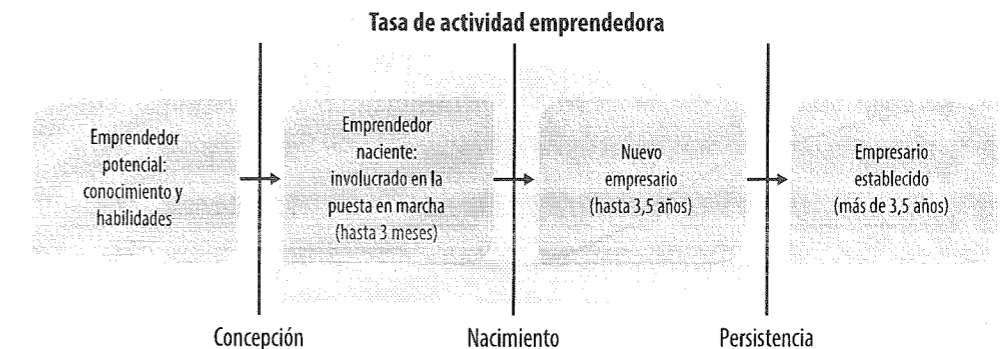 Tasa de actividad emprendedora
Emprendedor
potencial:
conocimiento y
habilidades
Emprendedor
naciente:
involucrado en la
puesta en marcha
(hasta 3 meses)
Nuevo
empresario
(hasta 3,5 años)
Empresario
establecido
(más de 3,5 años)
Concepción
Nacimiento
Persistencia